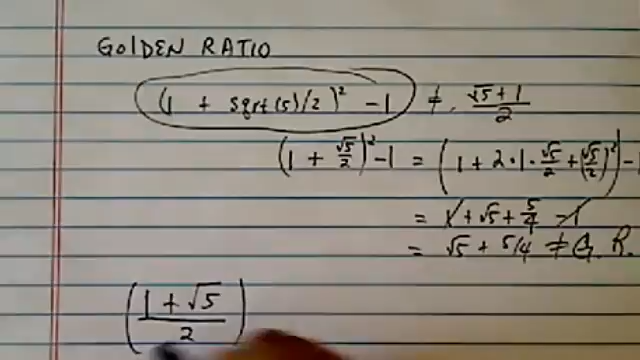 GOLDEN RATIO
(1 + sqrt(5)/2)² - 1 ≠ (√5+1)/2
(1 + √5/2)² - 1 = (1 + 2·1·√5/2 + (√5/2)²) - 1
= 1 + √5 + 5/4 - 1
= √5 + 5/4 ≠ G. R.
((1 + √5)/2)